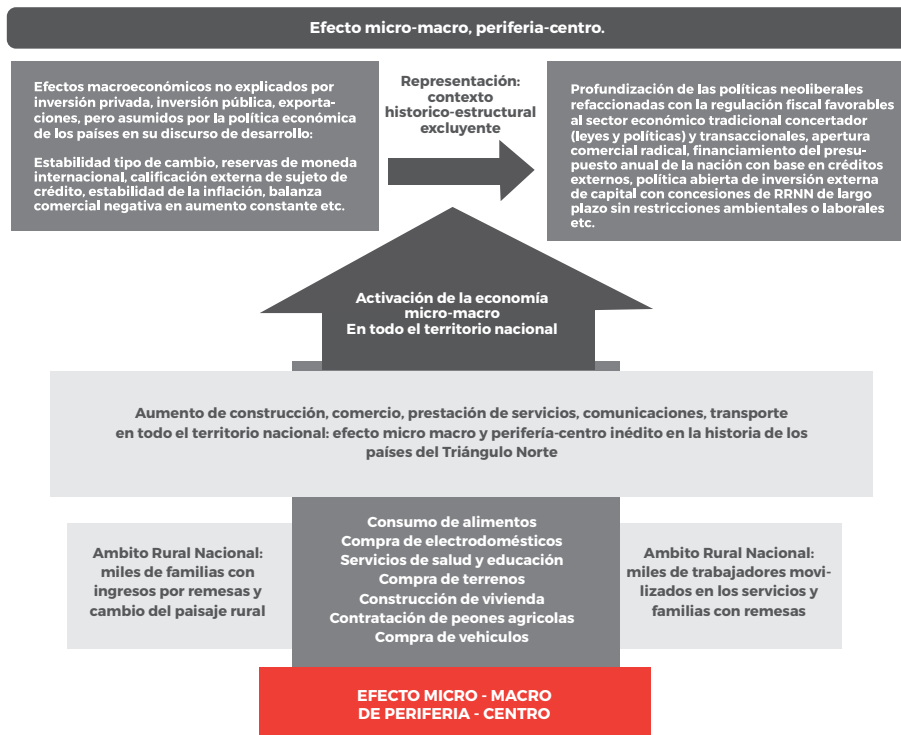 Efecto micro-macro, periferia-centro.
Efectos macroeconómicos no explicados por
inversión privada, inversión pública, exporta-
ciones, pero asumidos por la política económica
de los países en su discurso de desarrollo:
Estabilidad tipo de cambio, reservas de moneda
internacional, calificación externa de sujeto de
crédito, estabilidad de la inflación, balanza
comercial negativa en aumento constante etc.
Representación:
contexto
historico-estructural
excluyente
Profundización de las políticas neoliberales
refaccionadas con la regulación fiscal favorables
al sector económico tradicional concertador
(leyes y políticas) y transaccionales, apertura
comercial radical, financiamiento del presu-
puesto anual de la nación con base en créditos
externos, política abierta de inversión externa
de capital con concesiones de RRNN de largo
plazo sin restricciones ambientales o laborales
etc.
Activación de la economía
micro-macro
En todo el territorio nacional
Aumento de construcción, comercio, prestación de servicios, comunicaciones, transporte
en todo el territorio nacional: efecto micro macro y perifería-centro inédito en la historia de los
países del Triángulo Norte
Ambito Rural Nacional:
miles de familias con
ingresos por remesas y
cambio del paisaje rural
Consumo de alimentos
Compra de electrodomésticos
Servicios de salud y educación
Compra de terrenos
Construcción de vivienda
Contratación de peones agricolas
Compra de vehiculos
Ambito Rural Nacional:
miles de trabajadores movi-
lizados en los servicios y
familias con remesas
EFECTO MICRO - MACRO
DE PERIFERIA - CENTRO